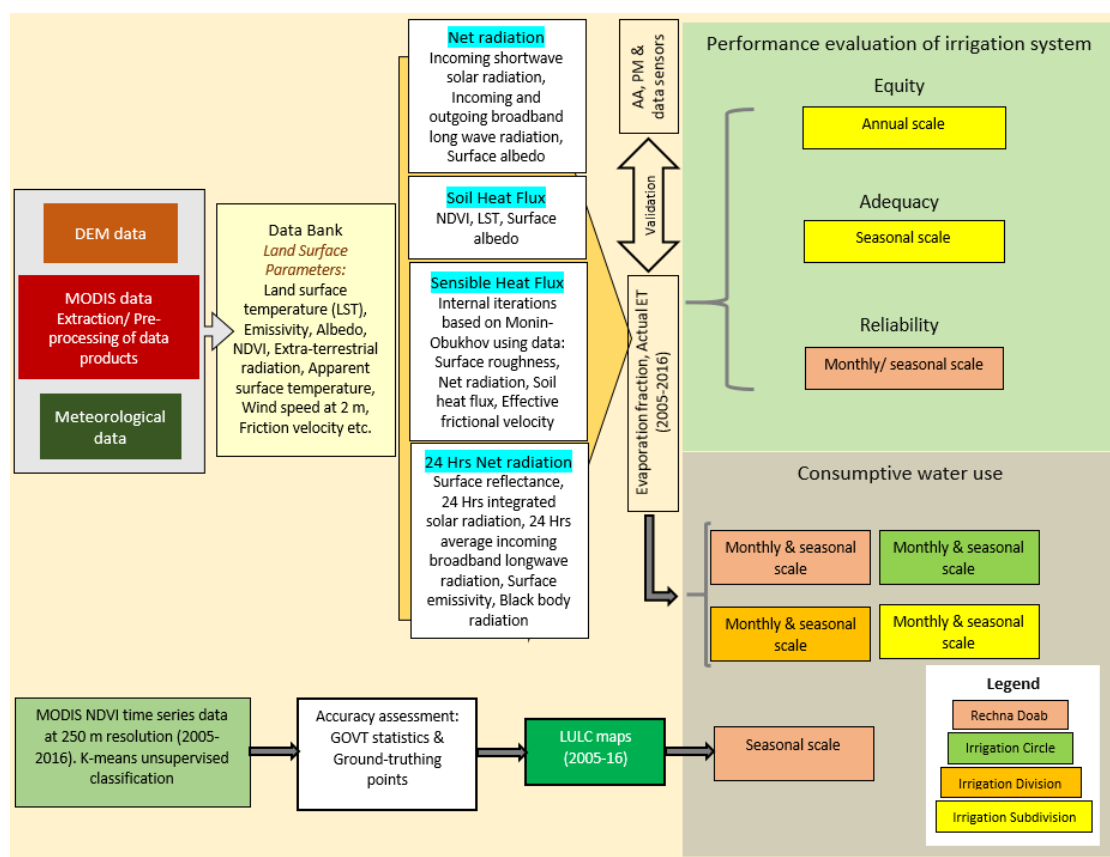 DEM data
MODIS data
Extraction/ Pre-
processing of data
products
Meteorological
data
Data Bank
Land Surface
Parameters:
Land surface
temperature (LST),
Emissivity, Albedo,
NDVI, Extra-terrestrial
radiation, Apparent
surface temperature,
Wind speed at 2 m,
Friction velocity etc.
Net radiation
Incoming shortwave
solar radiation,
Incoming and
outgoing broadband
long wave radiation,
Surface albedo
Soil Heat Flux
NDVI, LST, Surface
albedo
Sensible Heat Flux
Internal iterations
based on Monin-
Obukhov using data:
Surface roughness,
Net radiation, Soil
heat flux, Effective
frictional velocity
24 Hrs Net radiation
Surface reflectance,
24 Hrs integrated
solar radiation, 24 Hrs
average incoming
broadband longwave
radiation, Surface
emissivity, Black body
radiation
AA, PM &
data sensors
Validation
Evaporation fraction, Actual ET
(2005-2016)
Performance evaluation of irrigation system
Equity
Annual scale
Adequacy
Seasonal scale
Reliability
Monthly/ seasonal scale
Consumptive water use
Monthly & seasonal
scale
Monthly & seasonal
scale
Monthly & seasonal
scale
Monthly & seasonal
scale
MODIS NDVI time series data
at 250 m resolution (2005-
2016). K-means unsupervised
classification
Accuracy assessment:
GOVT statistics &
Ground-truthing
points
LULC maps
(2005-16)
Seasonal scale
Legend
Rechna Doab
Irrigation Circle
Irrigation Division
Irrigation Subdivision